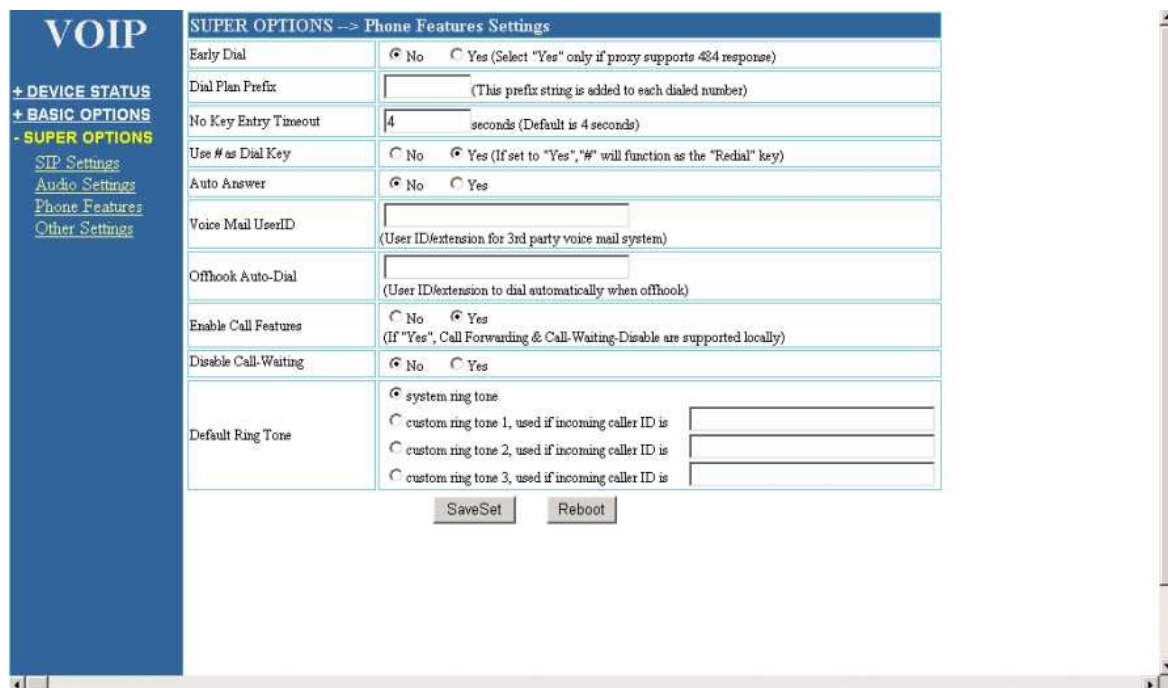 VOIP
+ DEVICE STATUS
+ BASIC OPTIONS
- SUPER OPTIONS
SIP Settings
Audio Settings
Phone Features
Other Settings
SUPER OPTIONS --> Phone Features Settings
Early Dial No Yes (Select "Yes" only if proxy supports 484 response)
Dial Plan Prefix (This prefix string is added to each dialed number)
No Key Entry Timeout 4 seconds (Default is 4 seconds)
Use # as Dial Key No Yes (If set to "Yes","#" will function as the "Redial" key)
Auto Answer No Yes
Voice Mail UserID
(User ID/extension for 3rd party voice mail system)
Offhook Auto-Dial
(User ID/extension to dial automatically when offhook)
Enable Call Features No Yes
(If "Yes", Call Forwarding & Call-Waiting-Disable are supported locally)
Disable Call-Waiting No Yes
Default Ring Tone
system ring tone
custom ring tone 1, used if incoming caller ID is
custom ring tone 2, used if incoming caller ID is
custom ring tone 3, used if incoming caller ID is
SaveSet Reboot